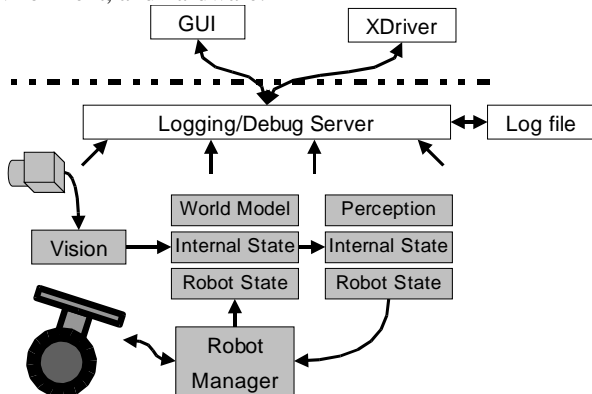 GUI
XDriver
Logging/Debug Server
Log file
World Model
Perception
Vision
Internal State
Internal State
Robot State
Robot State
Robot
Manager